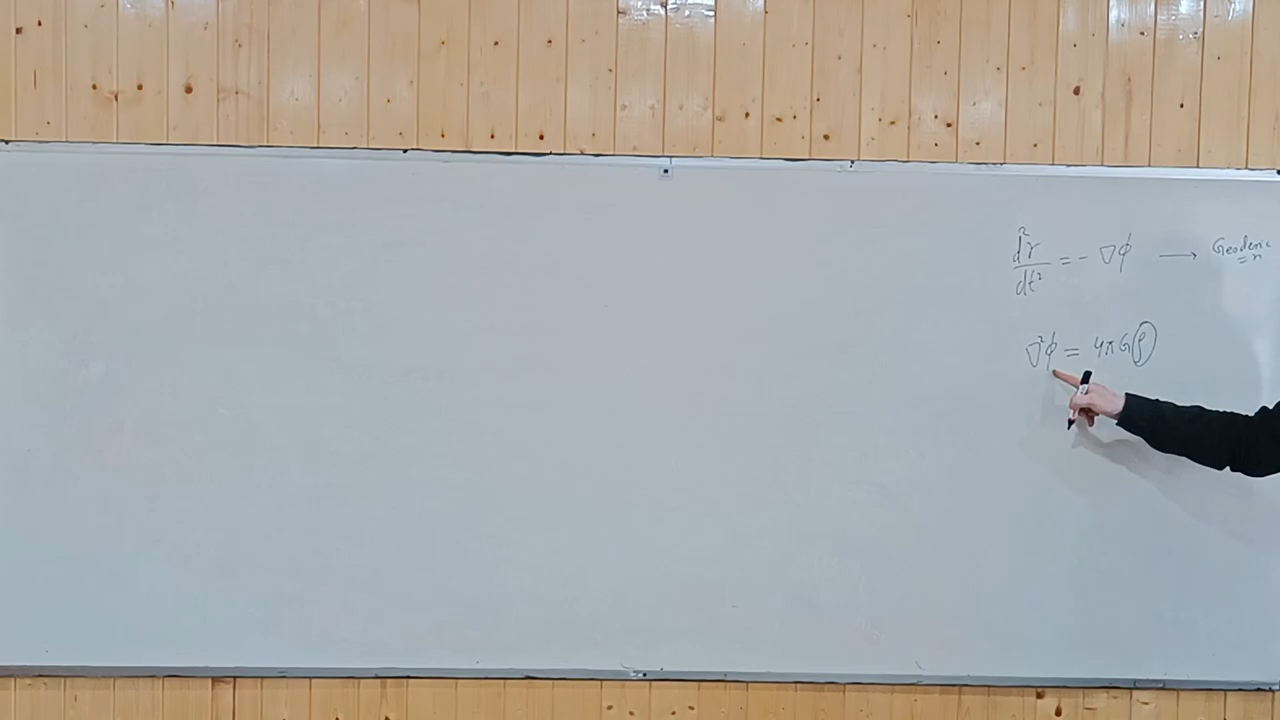 d²r/dt² = - ∇φ → Geodesic = n
∇²φ = 4πGρ